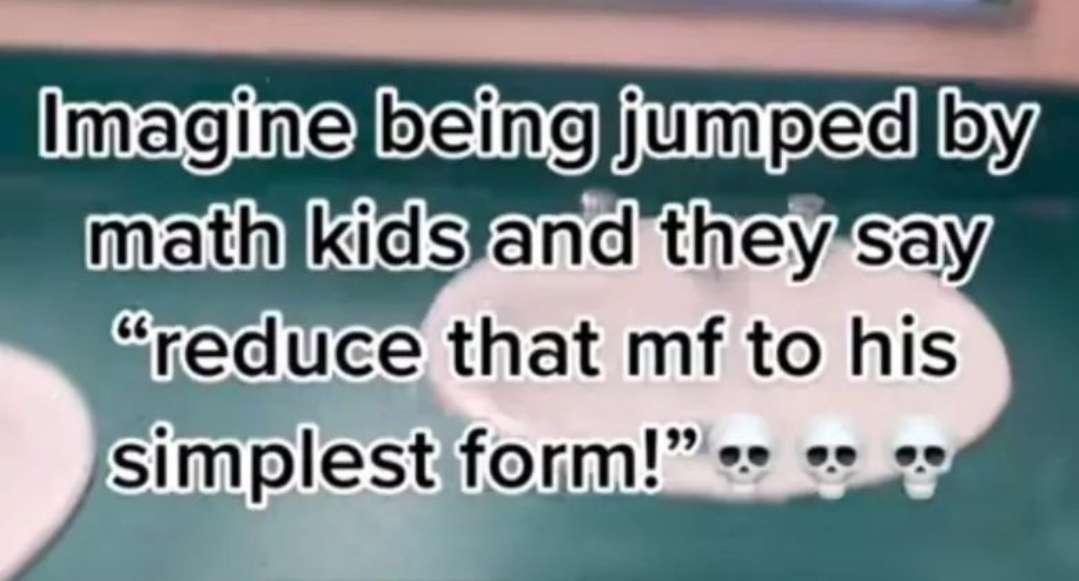 Imagine being jumped by
math kids and they say
“reduce that mf to his
simplest form!”💀💀💀